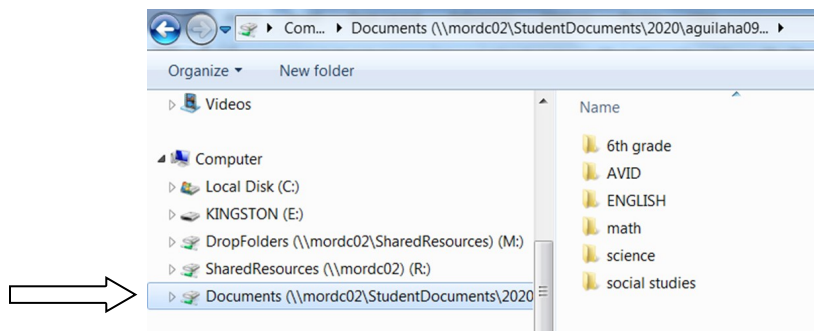 Com... Documents (\\mordc02\StudentDocuments\2020\aguilaha09...
Organize New folder
Videos
Computer
Local Disk (C:)
KINGSTON (E:)
DropFolders (\\mordc02\SharedResources) (M:)
SharedResources (\\mordc02) (R:)
Documents (\\mordc02\StudentDocuments\2020
Name
6th grade
AVID
ENGLISH
math
science
social studies